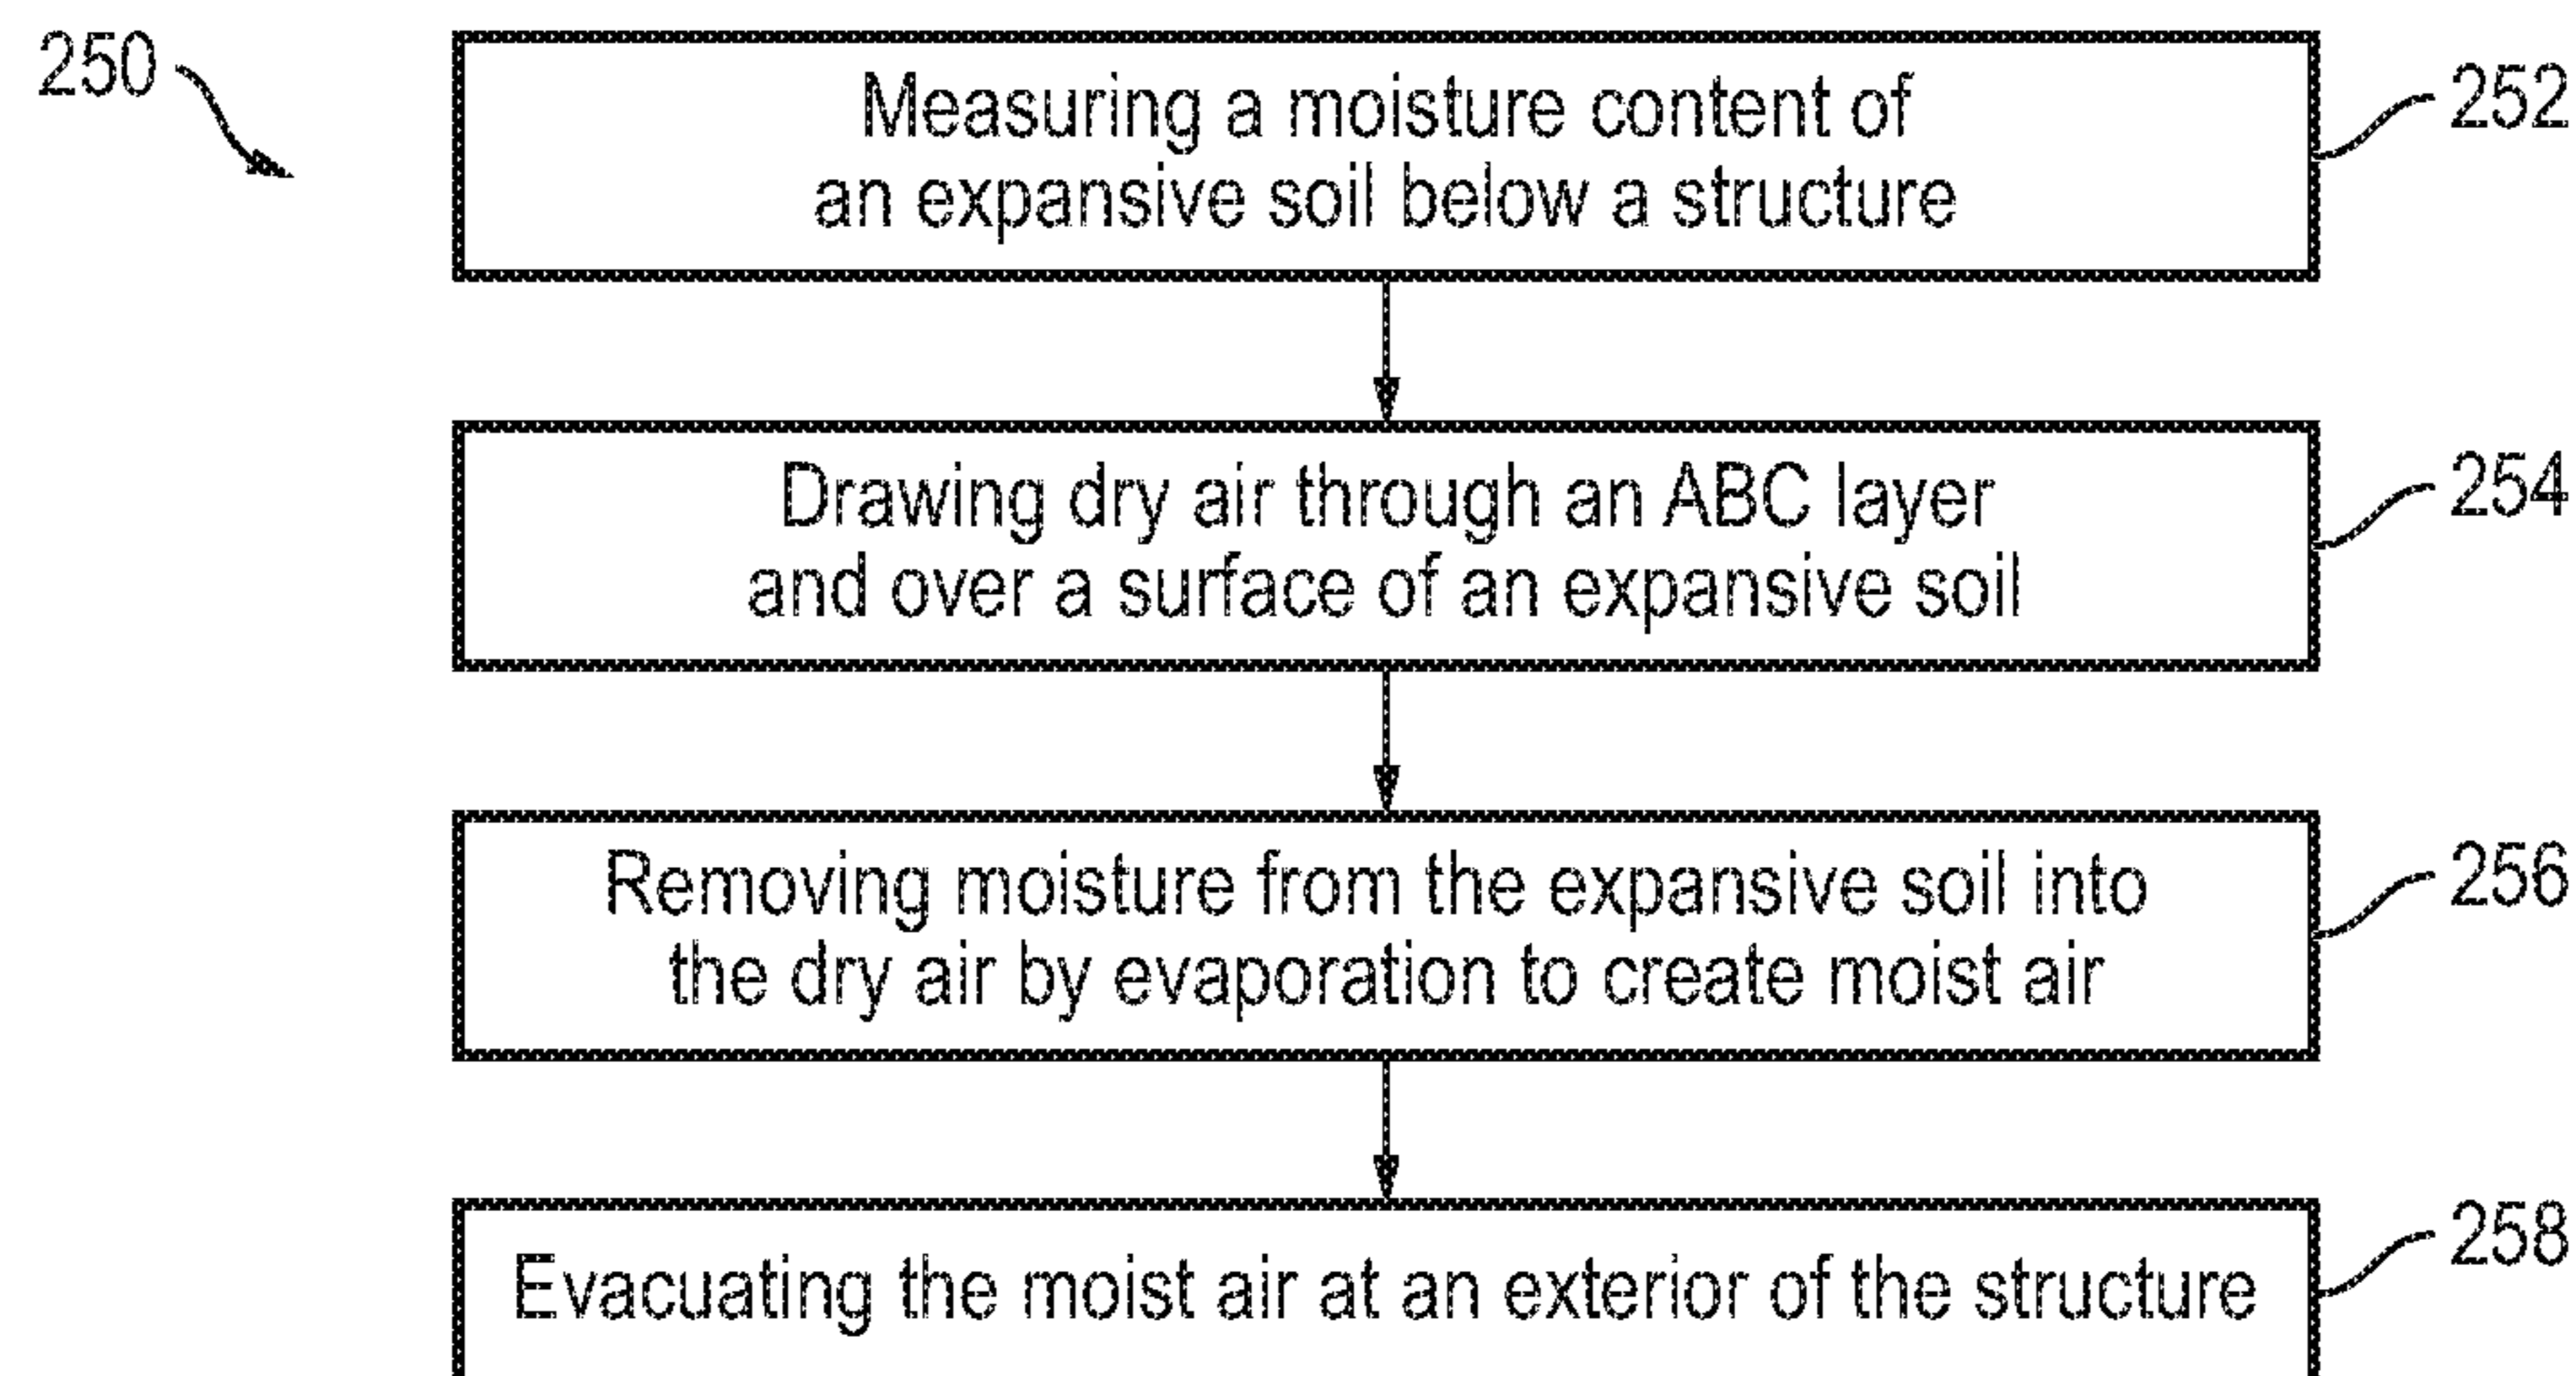 250
Measuring a moisture content of
an expansive soil below a structure
252
Drawing dry air through an ABC layer
and over a surface of an expansive soil
254
Removing moisture from the expansive soil into
the dry air by evaporation to create moist air
256
Evacuating the moist air at an exterior of the structure
258